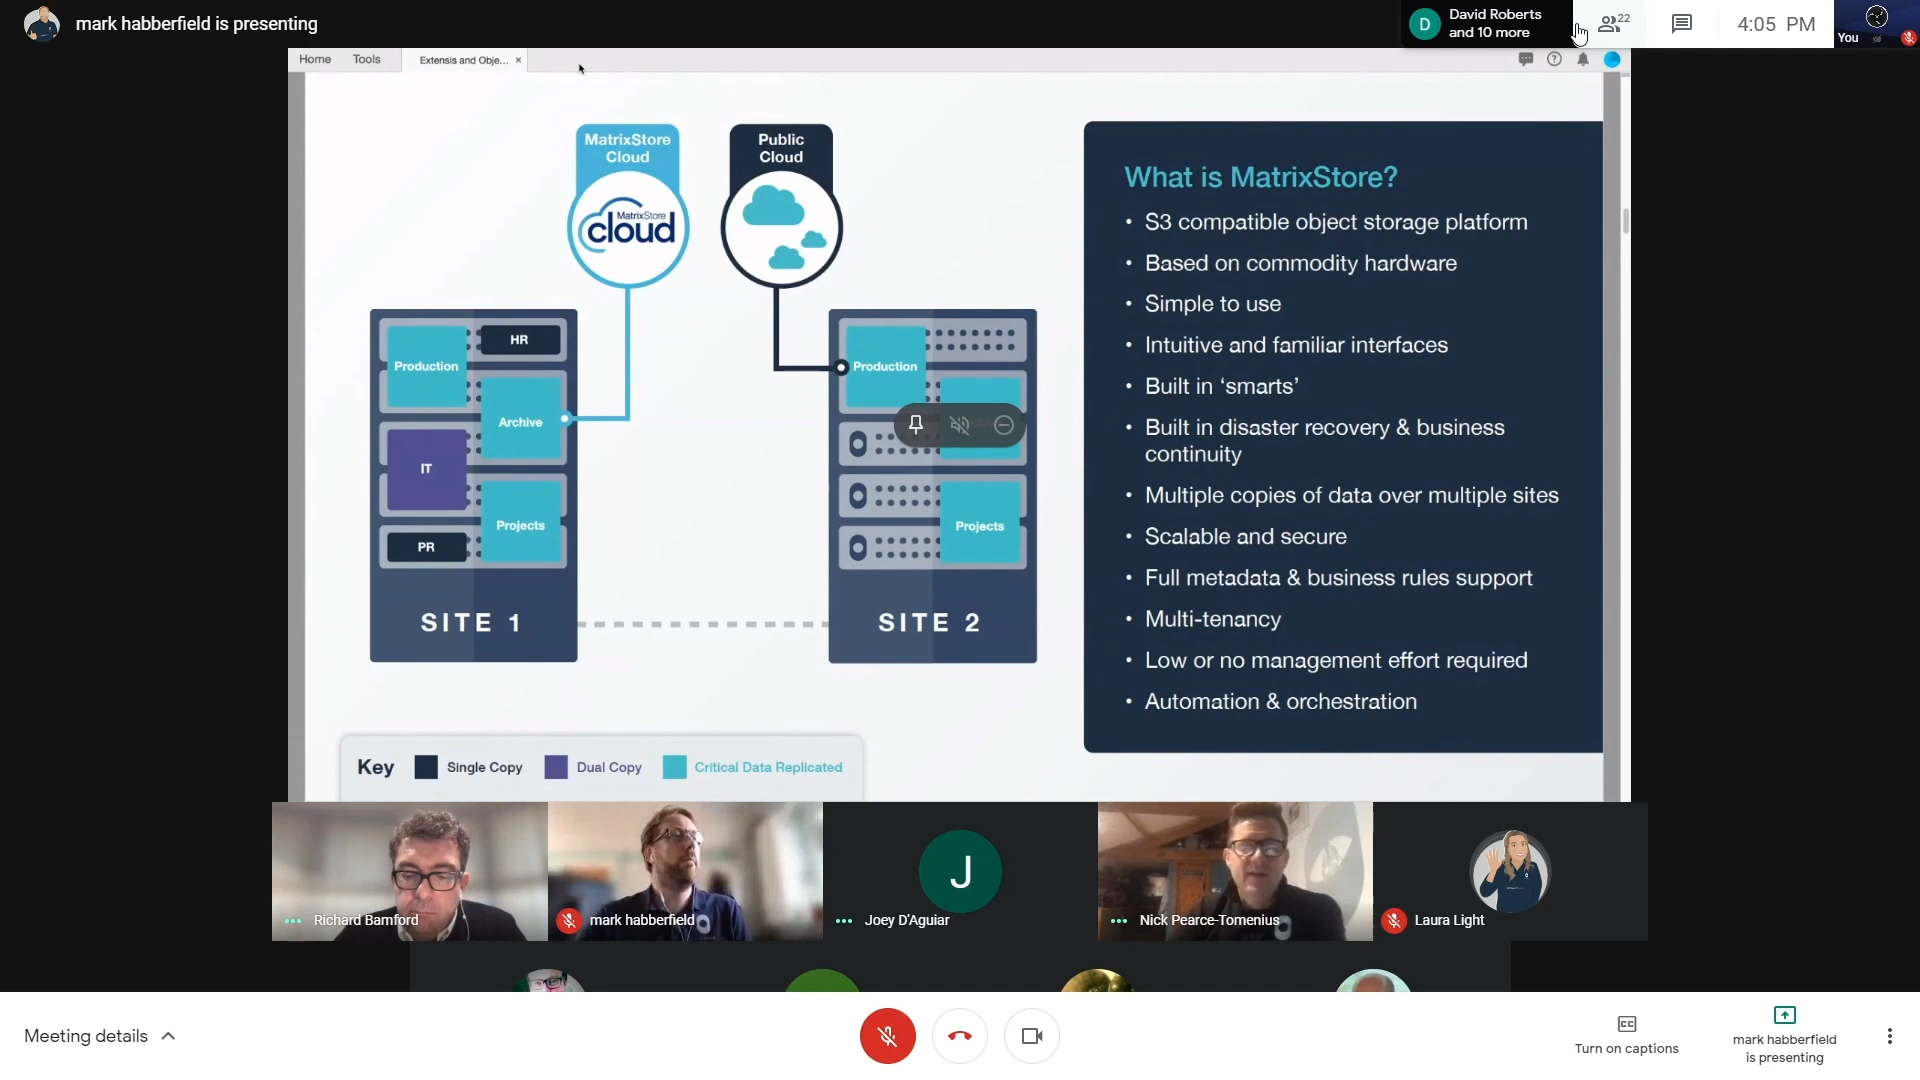 mark habberfield is presenting
D
David Roberts
and 10 more
22
4:05 PM
You
Home
Tools
Extensis and Obje...
MatrixStore
Cloud
Public
Cloud
MatrixStore
cloud
Production
HR
Archive
IT
Projects
PR
SITE 1
Production
Projects
SITE 2
What is MatrixStore?
• S3 compatible object storage platform
• Based on commodity hardware
• Simple to use
• Intuitive and familiar interfaces
• Built in ‘smarts’
• Built in disaster recovery & business
continuity
• Multiple copies of data over multiple sites
• Scalable and secure
• Full metadata & business rules support
• Multi-tenancy
• Low or no management effort required
• Automation & orchestration
Key
Single Copy
Dual Copy
Critical Data Replicated
Richard Bamford
mark habberfield
J
Joey D'Aguiar
Nick Pearce-Tomenius
Laura Light
Meeting details
Turn on captions
mark habberfield
is presenting